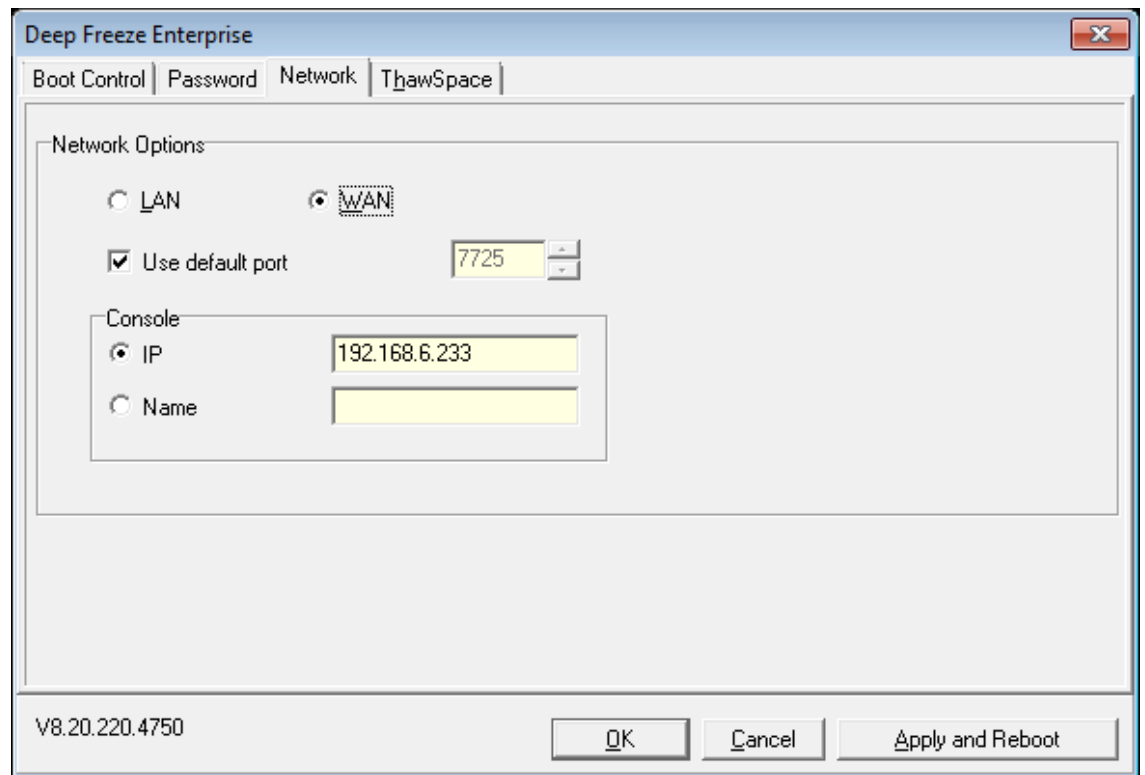 Deep Freeze Enterprise
Boot Control Password Network ThawSpace
Network Options
LAN WAN
Use default port 7725
Console
IP 192.168.6.233
Name
V8.20.220.4750
OK Cancel Apply and Reboot